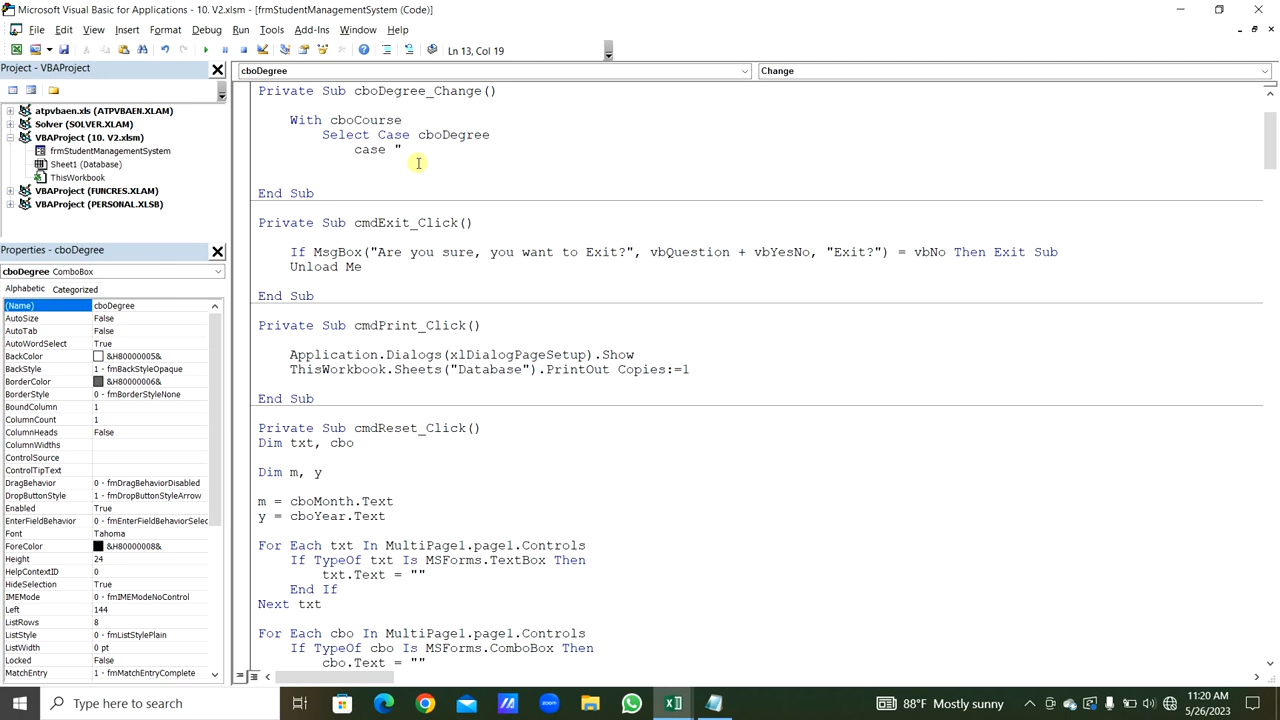 Microsoft Visual Basic for Applications - 10. V2.xlsm - [frmStudentManagementSystem (Code)]
File Edit View Insert Format Debug Run Tools Add-Ins Window Help
Ln 13, Col 19
Project - VBAProject
cboDegree
Change
atpvbaen.xls (ATPVBAEN.XLAM)
Solver (SOLVER.XLAM)
VBAProject (10. V2.xlsm)
frmStudentManagementSystem
Sheet1 (Database)
ThisWorkbook
VBAProject (FUNCRES.XLAM)
VBAProject (PERSONAL.XLSB)
Properties - cboDegree
cboDegree ComboBox
Alphabetic Categorized
(Name) cboDegree
AutoSize False
AutoTab False
AutoWordSelect True
BackColor &H80000005&
BackStyle 1 - fmBackStyleOpaque
BorderColor &H80000006&
BorderStyle 0 - fmBorderStyleNone
BoundColumn 1
ColumnCount 1
ColumnHeads False
ColumnWidths
ControlSource
ControlTipText
DragBehavior 0 - fmDragBehaviorDisabled
DropButtonStyle 1 - fmDropButtonStyleArrow
Enabled True
EnterFieldBehavior 0 - fmEnterFieldBehaviorSelec
Font Tahoma
ForeColor &H80000008&
Height 24
HelpContextID 0
HideSelection True
IMEMode 0 - fmIMEModeNoControl
Left 144
ListRows 8
ListStyle 0 - fmListStylePlain
ListWidth 0 pt
Locked False
MatchEntry 1 - fmMatchEntryComplete
Private Sub cboDegree_Change()
With cboCourse
Select Case cboDegree
case "
End Sub
Private Sub cmdExit_Click()
If MsgBox("Are you sure, you want to Exit?", vbQuestion + vbYesNo, "Exit?") = vbNo Then Exit Sub
Unload Me
End Sub
Private Sub cmdPrint_Click()
Application.Dialogs(xlDialogPageSetup).Show
ThisWorkbook.Sheets("Database").PrintOut Copies:=1
End Sub
Private Sub cmdReset_Click()
Dim txt, cbo
Dim m, y
m = cboMonth.Text
y = cboYear.Text
For Each txt In MultiPage1.page1.Controls
If TypeOf txt Is MSForms.TextBox Then
txt.Text = ""
End If
Next txt
For Each cbo In MultiPage1.page1.Controls
If TypeOf cbo Is MSForms.ComboBox Then
cbo.Text = ""
Type here to search
zoom
88°F Mostly sunny
11:20 AM
5/26/2023